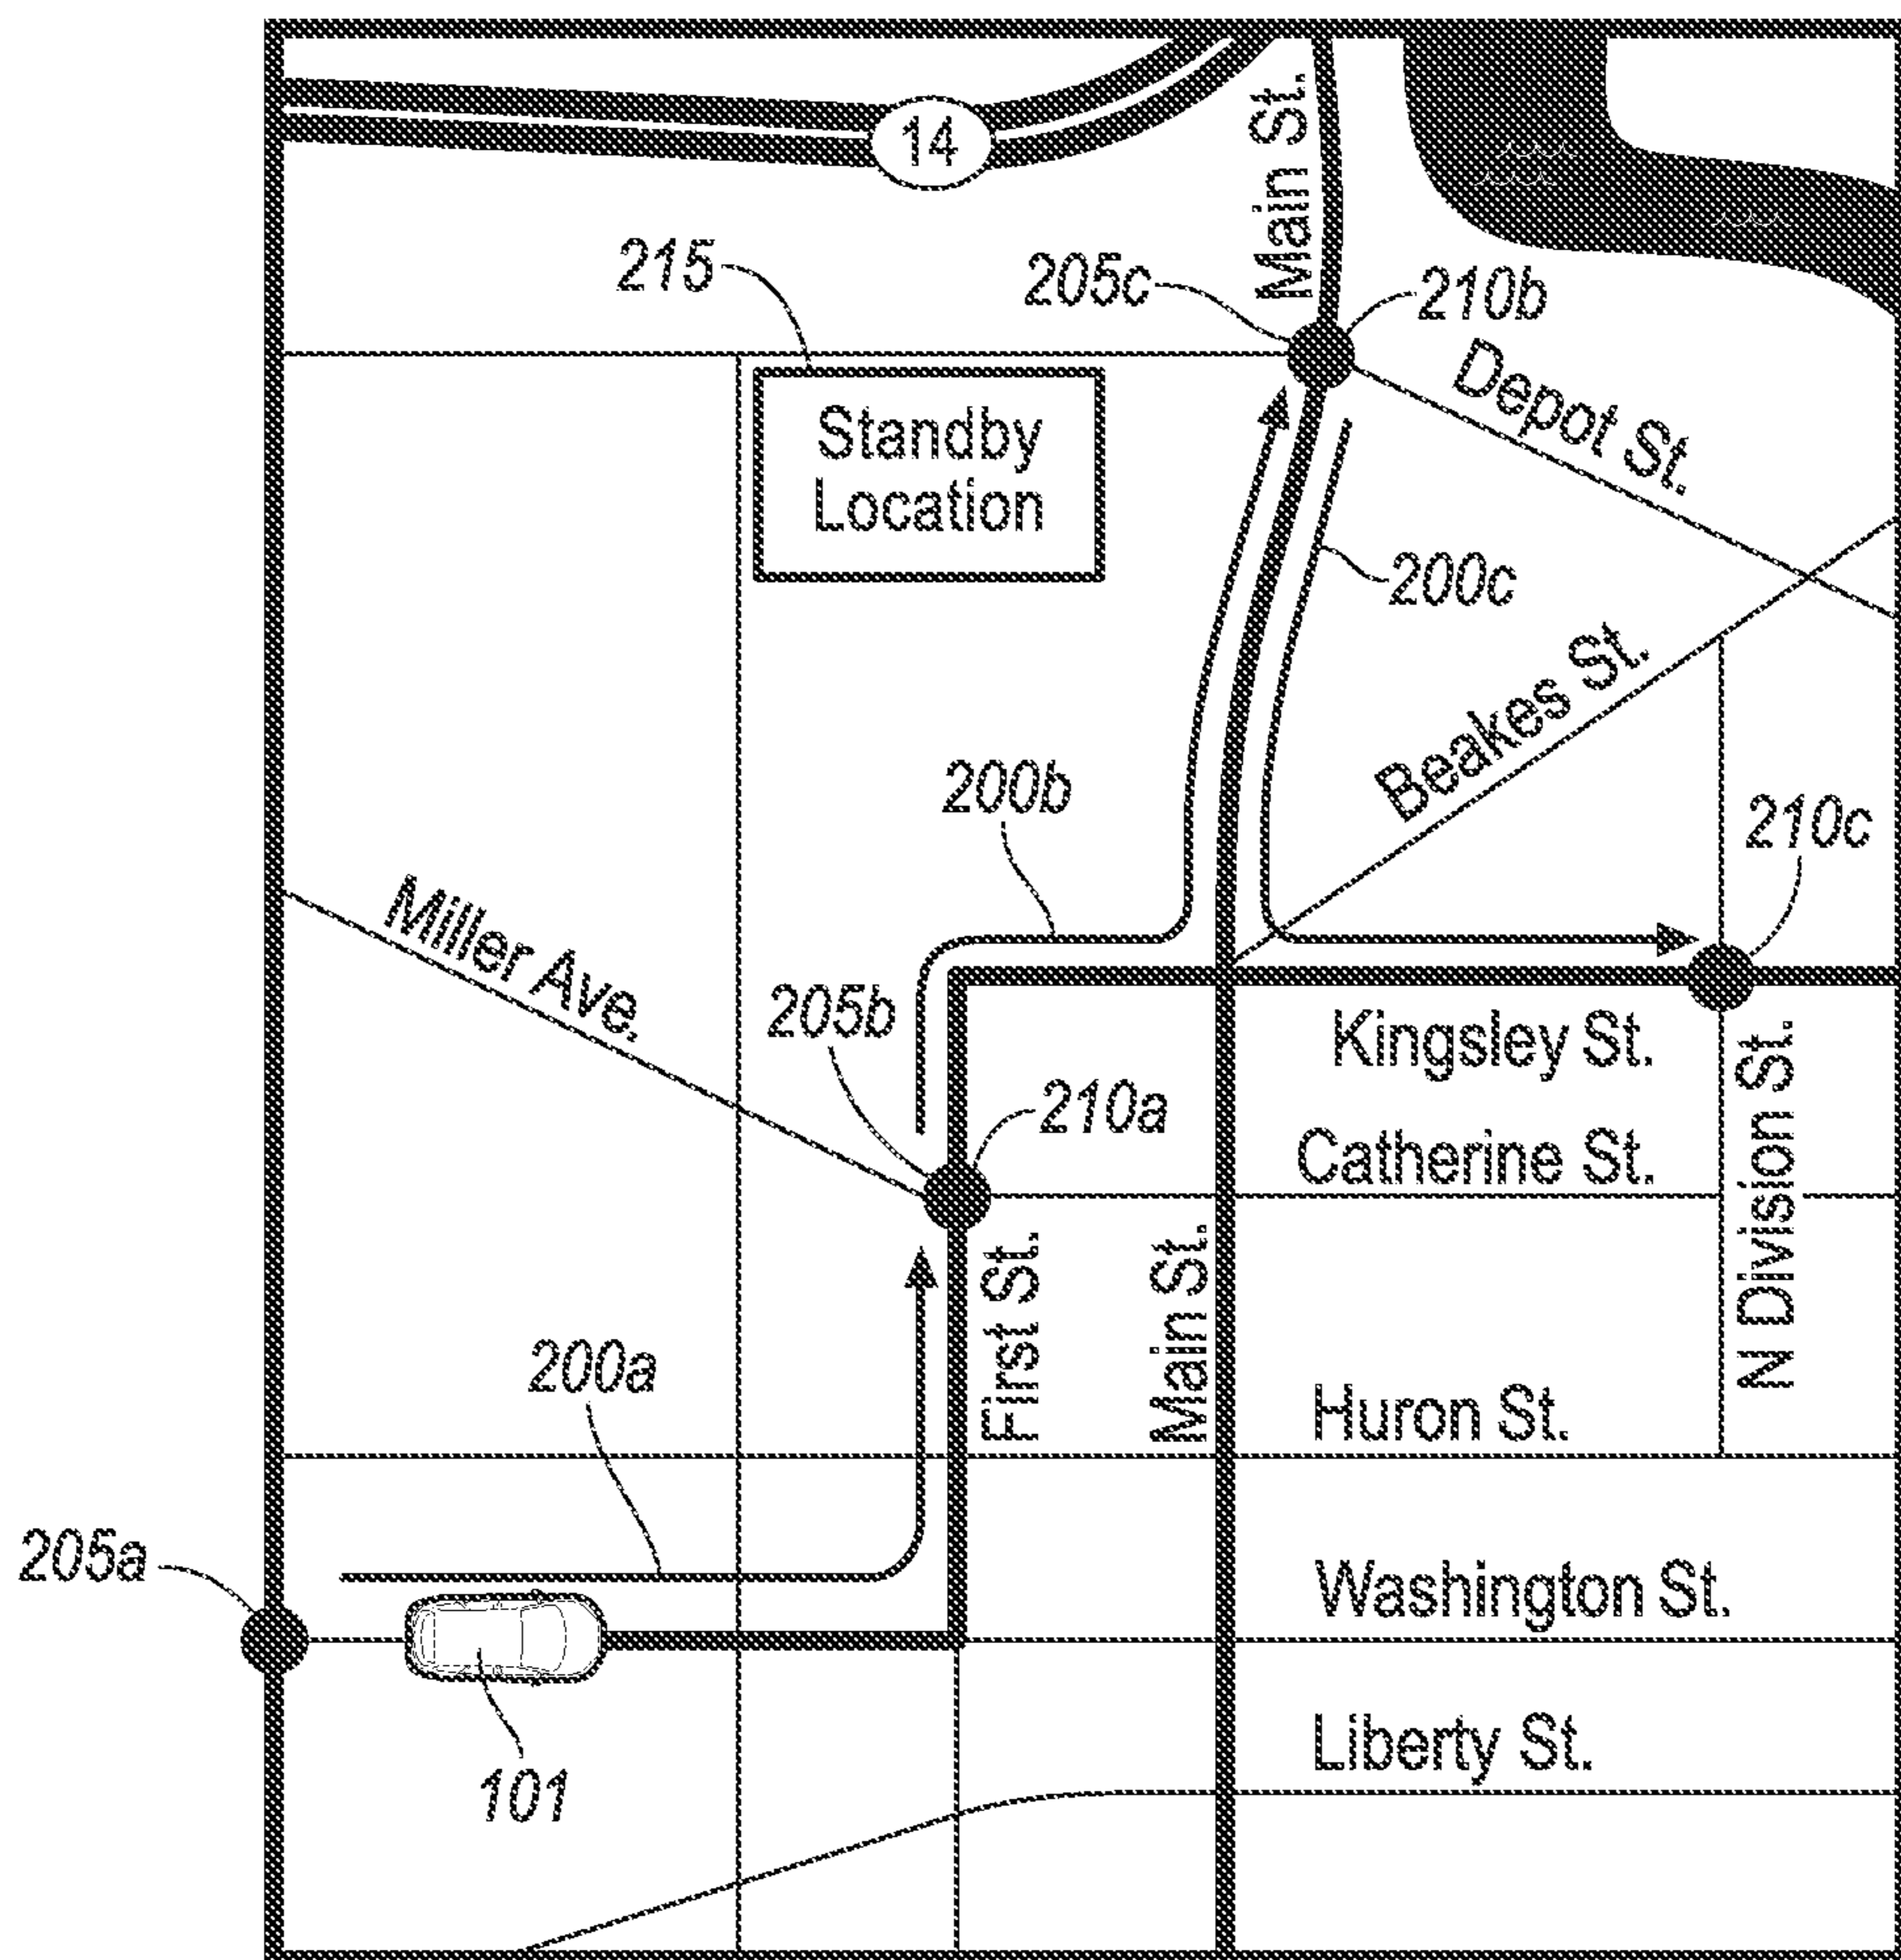 14
Main St.
215
205c
210b
Depot St.
Standby
Location
200c
Beakes St.
200b
210c
Miller Ave.
205b
Kingsley St.
210a
Catherine St.
First St.
Main St.
N Division St.
200a
Huron St.
205a
Washington St.
Liberty St.
101